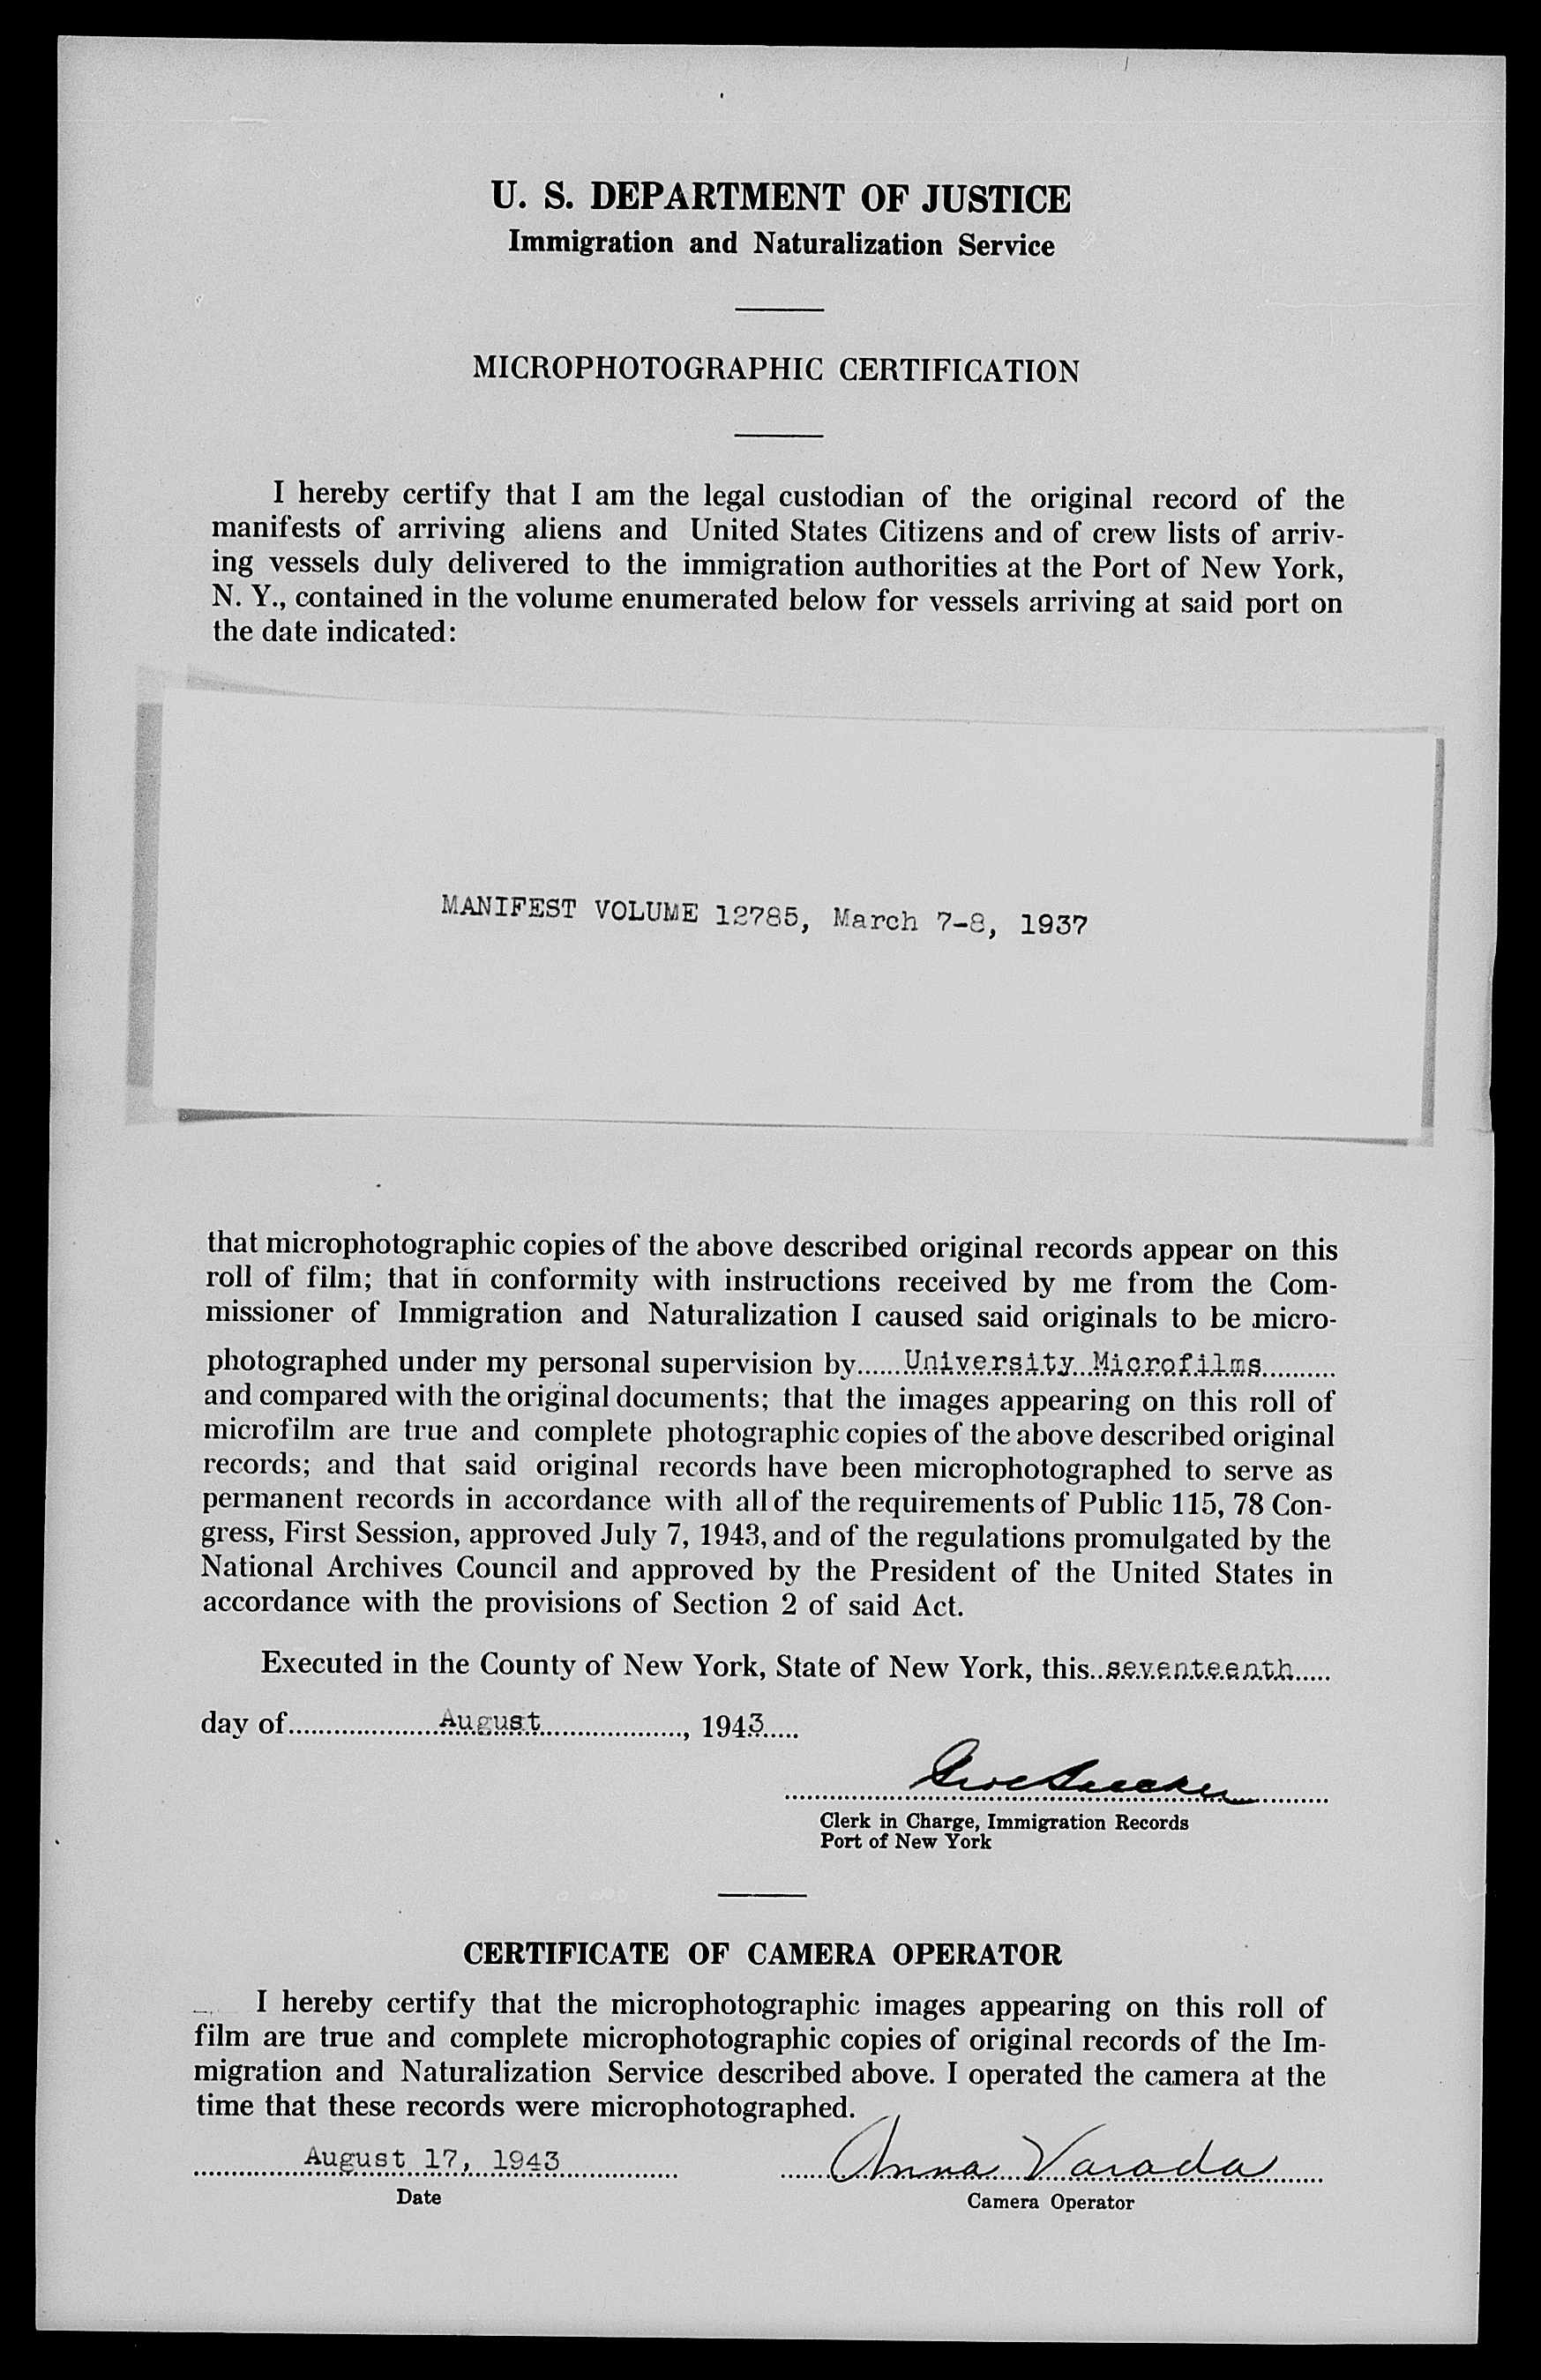 U. S. DEPARTMENT OF JUSTICE
Immigration and Naturalization Service
MICROPHOTOGRAPHIC CERTIFICATION
I hereby certify that I am the legal custodian of the original record of the
manifests of arriving aliens and United States Citizens and of crew lists of arriv-
ing vessels duly delivered to the immigration authorities at the Port of New York,
N. Y., contained in the volume enumerated below for vessels arriving at said port on
the date indicated:
MANIFEST VOLUME 12785, March 7-8, 1937
that microphotographic copies of the above described original records appear on this
roll of film; that in conformity with instructions received by me from the Com-
missioner of Immigration and Naturalization I caused said originals to be micro-
photographed under my personal supervision by......University Microfilms..........
and compared with the original documents; that the images appearing on this roll of
microfilm are true and complete photographic copies of the above described original
records; and that said original records have been microphotographed to serve as
permanent records in accordance with all of the requirements of Public 115, 78 Con-
gress, First Session, approved July 7, 1943, and of the regulations promulgated by the
National Archives Council and approved by the President of the United States in
accordance with the provisions of Section 2 of said Act.
Executed in the County of New York, State of New York, this..seventeenth.....
day of....................August..................., 1943.....
Clerk in Charge, Immigration Records
Port of New York
CERTIFICATE OF CAMERA OPERATOR
I hereby certify that the microphotographic images appearing on this roll of
film are true and complete microphotographic copies of original records of the Im-
migration and Naturalization Service described above. I operated the camera at the
time that these records were microphotographed.
August 17, 1943 Anna Varada
Date Camera Operator